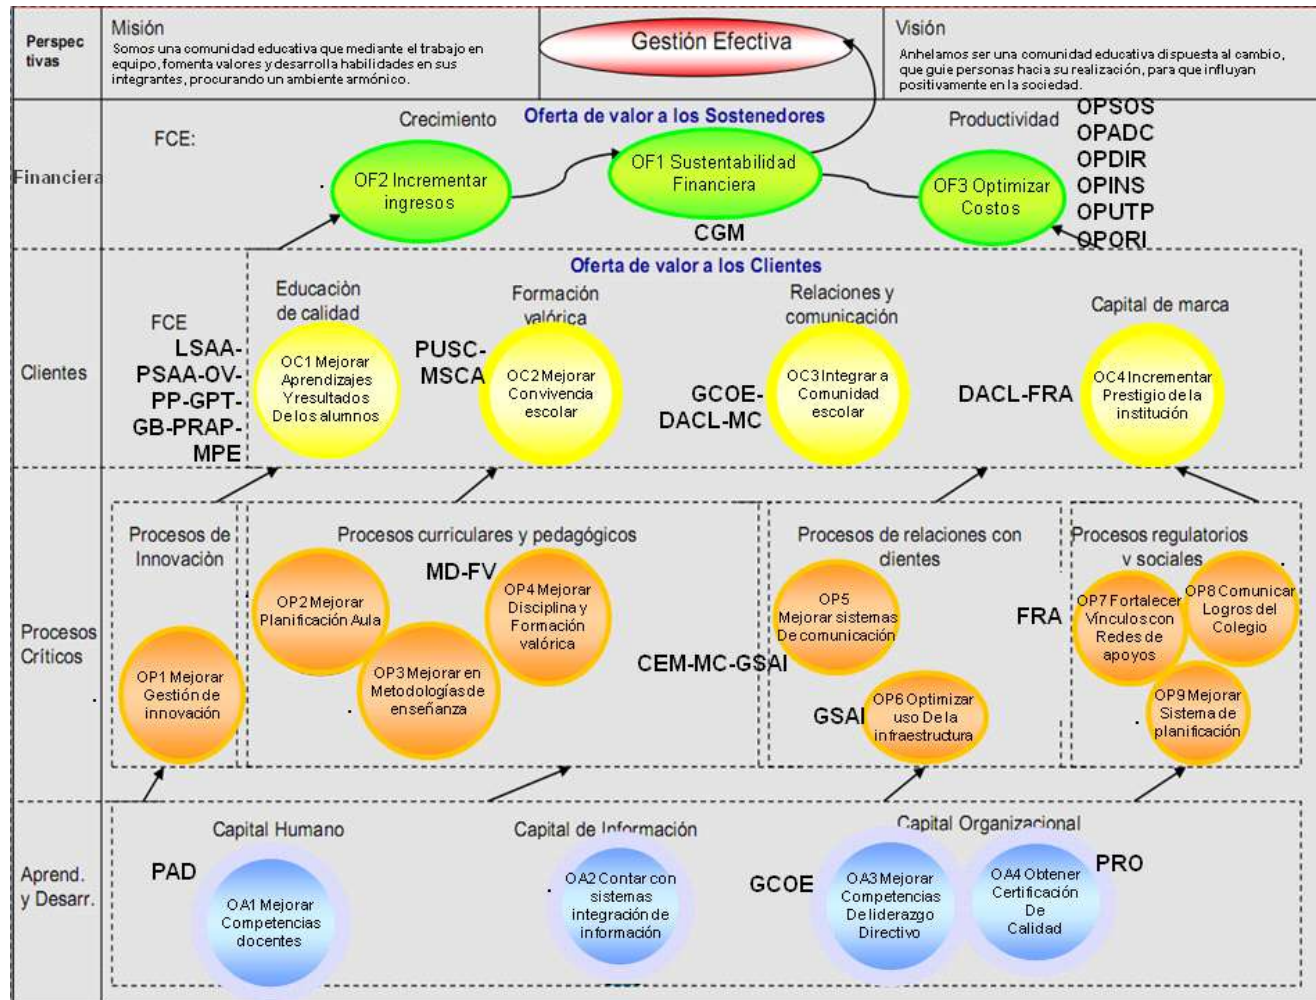 Perspec
tivas
Misión
Somos una comunidad educativa que mediante el trabajo en
equipo, fomenta valores y desarrolla habilidades en sus
integrantes, procurando un ambiente armónico.
Gestión Efectiva
Visión
Anhelamos ser una comunidad educativa dispuesta al cambio,
que guie personas hacia su realización, para que influyan
positivamente en la sociedad.
Financiera
FCE:
Crecimiento
Oferta de valor a los Sostenedores
Productividad
OF2 Incrementar
ingresos
OF1 Sustentabilidad
Financiera
CGM
OF3 Optimizar
Costos
OPSOS
OPADC
OPDIR
OPINS
OPUTP
OPORI
Clientes
Oferta de valor a los Clientes
FCE
LSAA-
PSAA-OV-
PP-GPT-
GB-PRAP-
MPE
Educaciòn
de calidad
OC1 Mejorar
Aprendizajes
Y resultados
De los alumnos
PUSC-
MSCA
Formación
valórica
OC2 Mejorar
Convivencia
escolar
GCOE-
DACL-MC
Relaciones y
comunicación
OC3 Integrar a
Comunidad
escolar
DACL-FRA
Capital de marca
OC4 Incrementar
Prestigio de la
institución
Procesos
Críticos
Procesos de
Innovaciòn
OP1 Mejorar
Gestión de
innovación
Procesos curriculares y pedagógicos
MD-FV
OP2 Mejorar
Planificación Aula
OP3 Mejorar en
Metodologías de
enseñanza
OP4 Mejorar
Disciplina y
Formación
valórica
CEM-MC-GSAI
Procesos de relaciones con
clientes
OP5
Mejorar sistemas
De comunicación
GSAI
OP6 Optimizar
uso De la
infraestructura
FRA
Procesos regulatorios
y sociales
OP7 Fortalecer
Vínculos con
Redes de
apoyos
OP8 Comunicar
Logros del
Colegio
OP9 Mejorar
Sistema de
planificación
Aprend.
y Desarr.
Capital Humano
PAD
OA1 Mejorar
Competencias
docentes
Capital de Información
OA2 Contar con
sistemas
integración de
información
Capital Organizacional
GCOE
OA3 Mejorar
Competencias
De liderazgo
Directivo
OA4 Obtener
Certificación
De
Calidad
PRO